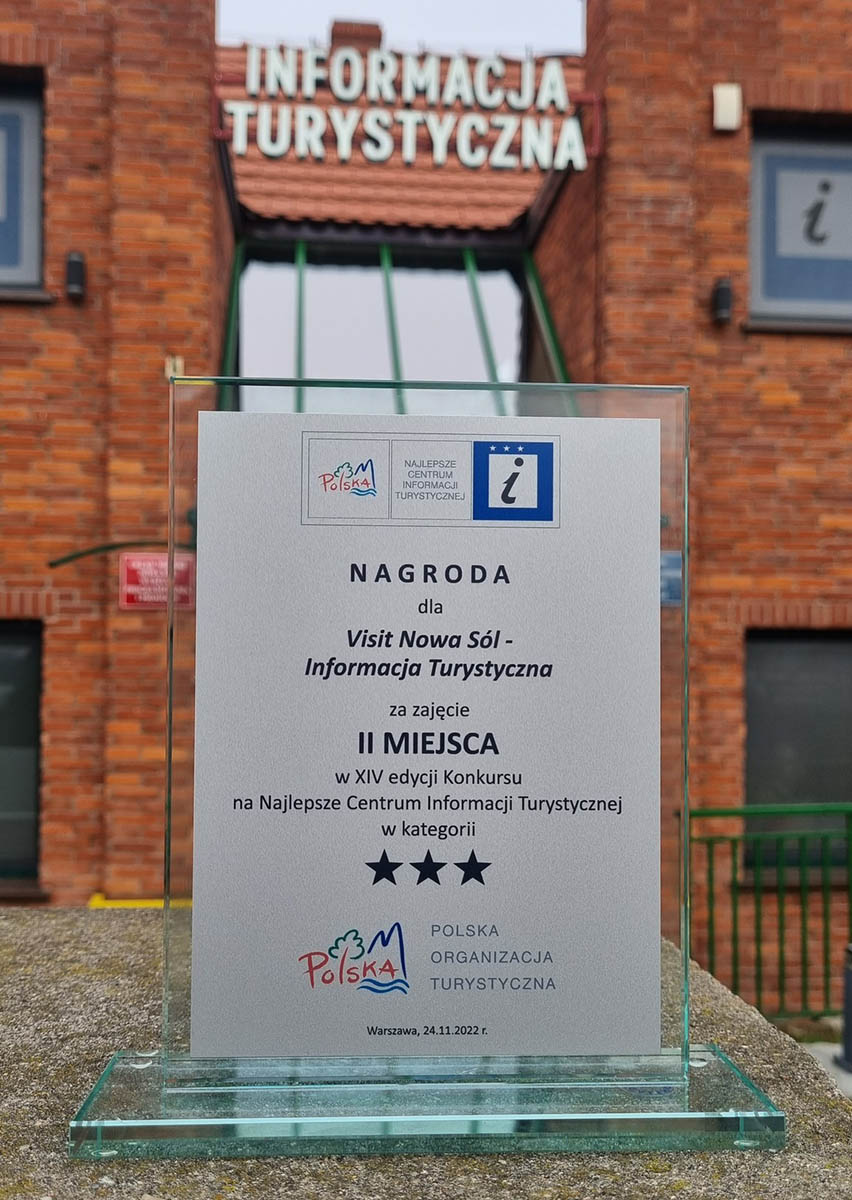 INFORMACJA
TURYSTYCZNA
i
POLSKA
NAJLEPSZE
CENTRUM
INFORMACJI
TURYSTYCZNEJ
i
NAGRODA
dla
Visit Nowa Sól -
Informacja Turystyczna
za zajęcie
II MIEJSCA
w XIV edycji Konkursu
na Najlepsze Centrum Informacji Turystycznej
w kategorii
POLSKA
POLSKA
ORGANIZACJA
TURYSTYCZNA
Warszawa, 24.11.2022 r.